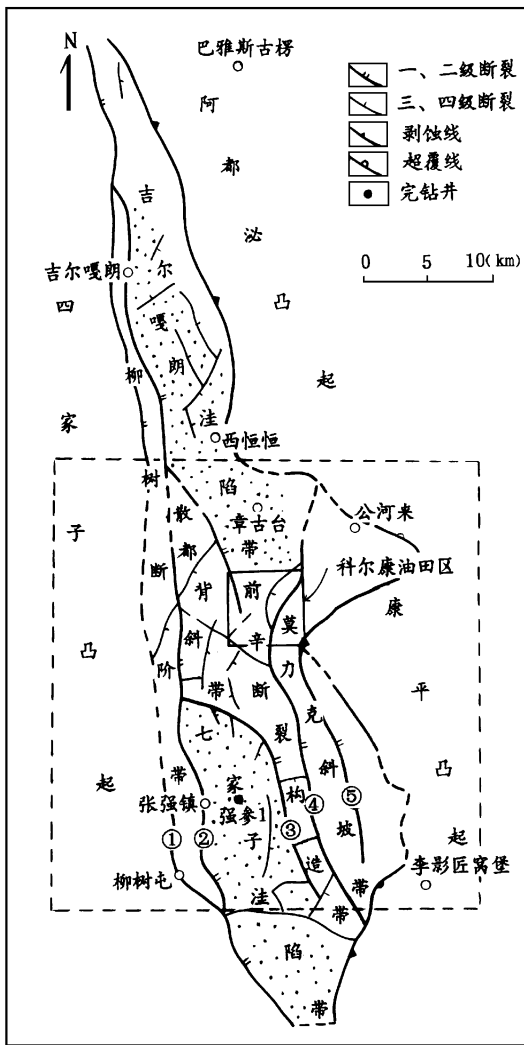 N
巴雅斯古楞
一、二级断裂
三、四级断裂
剥蚀线
超覆线
完钻井
0 5 10(km)
阿都泌凸起
吉尔嘎朗
吉尔嘎朗洼陷带
四家子凸起
柳树断阶带
西恒恒
章古台
公河来
科尔康油田区
散都背斜带
前辛断裂构造带
莫力克斜坡带
康平凸起
七家子洼陷带
张强镇
强参1
①
②
③
④
⑤
柳树屯
李影匠窝堡